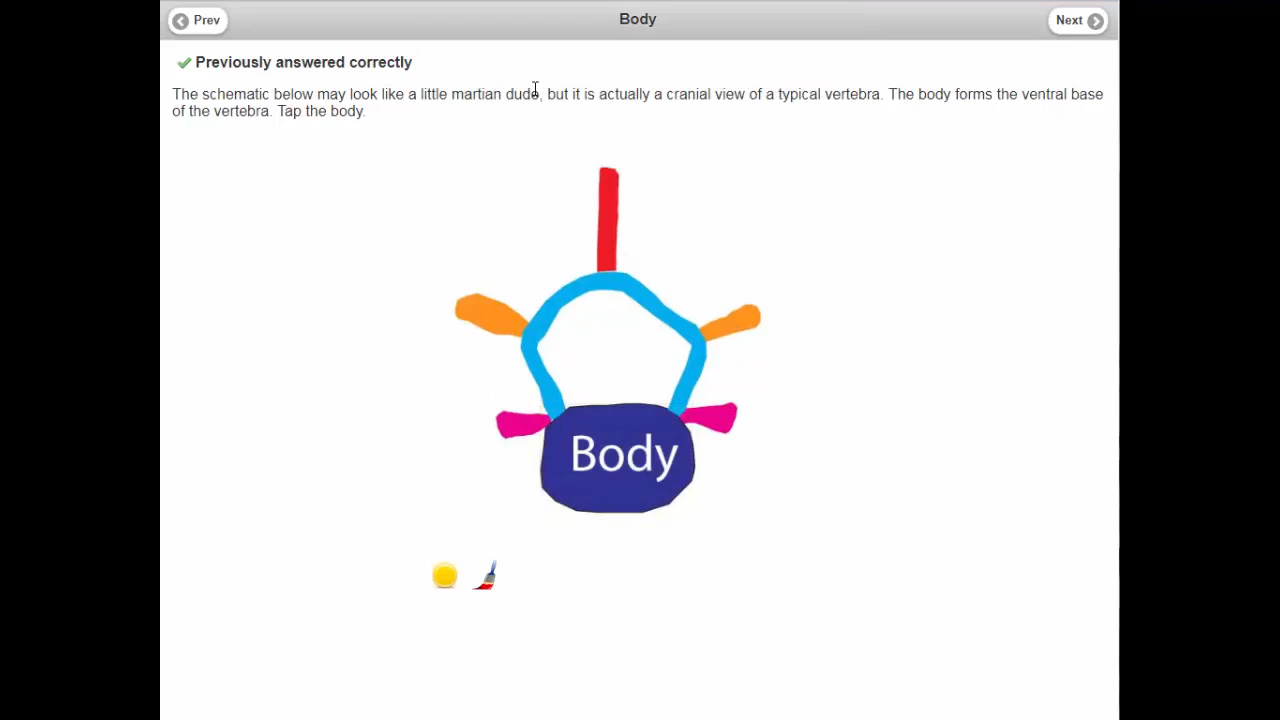 Prev
Body
Next
Previously answered correctly
The schematic below may look like a little martian dude, but it is actually a cranial view of a typical vertebra. The body forms the ventral base
of the vertebra. Tap the body.
Body